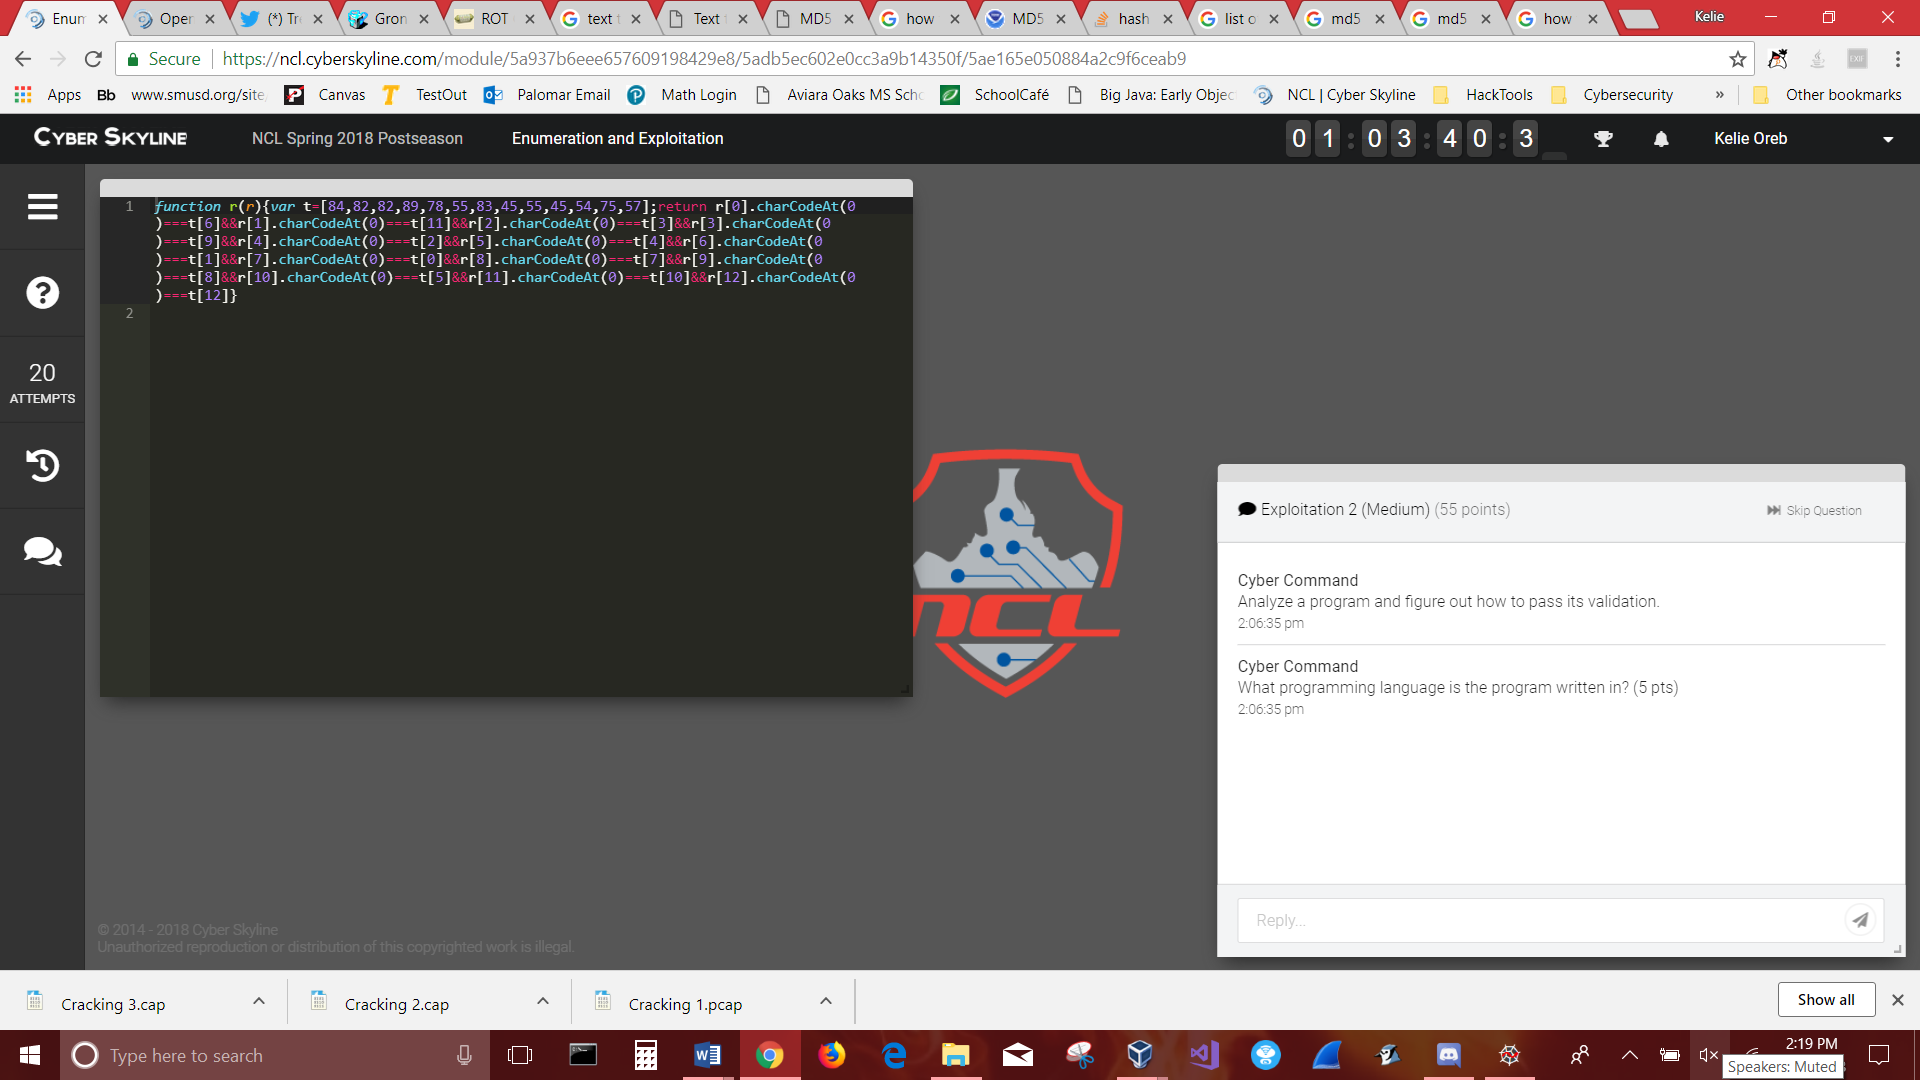 Enum
Oper
(*) Tr
Gron
ROT
text t
Text
MD5
how
MD5
hash
list o
md5
md5
how
Kelie
Secure
https://ncl.cyberskyline.com/module/5a937b6eee657609198429e8/5adb5ec602e0cc3a9b14350f/5ae165e050884a2c9f6ceab9
Apps
Bb
www.smusd.org/site
Canvas
TestOut
Palomar Email
Math Login
Aviara Oaks MS Sch
SchoolCafé
Big Java: Early Objec
NCL | Cyber Skyline
HackTools
Cybersecurity
»
Other bookmarks
CYBER SKYLINE
NCL Spring 2018 Postseason
Enumeration and Exploitation
01:03:40:3
Kelie Oreb
20
ATTEMPTS
1 function r(r){var t=[84,82,82,89,78,55,83,45,55,45,54,75,57];return r[0].charCodeAt(0
)===t[6]&&r[1].charCodeAt(0)===t[11]&&r[2].charCodeAt(0)===t[3]&&r[3].charCodeAt(0
)===t[9]&&r[4].charCodeAt(0)===t[2]&&r[5].charCodeAt(0)===t[4]&&r[6].charCodeAt(0
)===t[1]&&r[7].charCodeAt(0)===t[0]&&r[8].charCodeAt(0)===t[7]&&r[9].charCodeAt(0
)===t[8]&&r[10].charCodeAt(0)===t[5]&&r[11].charCodeAt(0)===t[10]&&r[12].charCodeAt(0
)===t[12]}
2
NCL
Exploitation 2 (Medium) (55 points)
Skip Question
Cyber Command
Analyze a program and figure out how to pass its validation.
2:06:35 pm
Cyber Command
What programming language is the program written in? (5 pts)
2:06:35 pm
Reply...
© 2014 - 2018 Cyber Skyline
Unauthorized reproduction or distribution of this copyrighted work is illegal.
Cracking 3.cap
Cracking 2.cap
Cracking 1.pcap
Show all
Type here to search
2:19 PM
Speakers: Muted